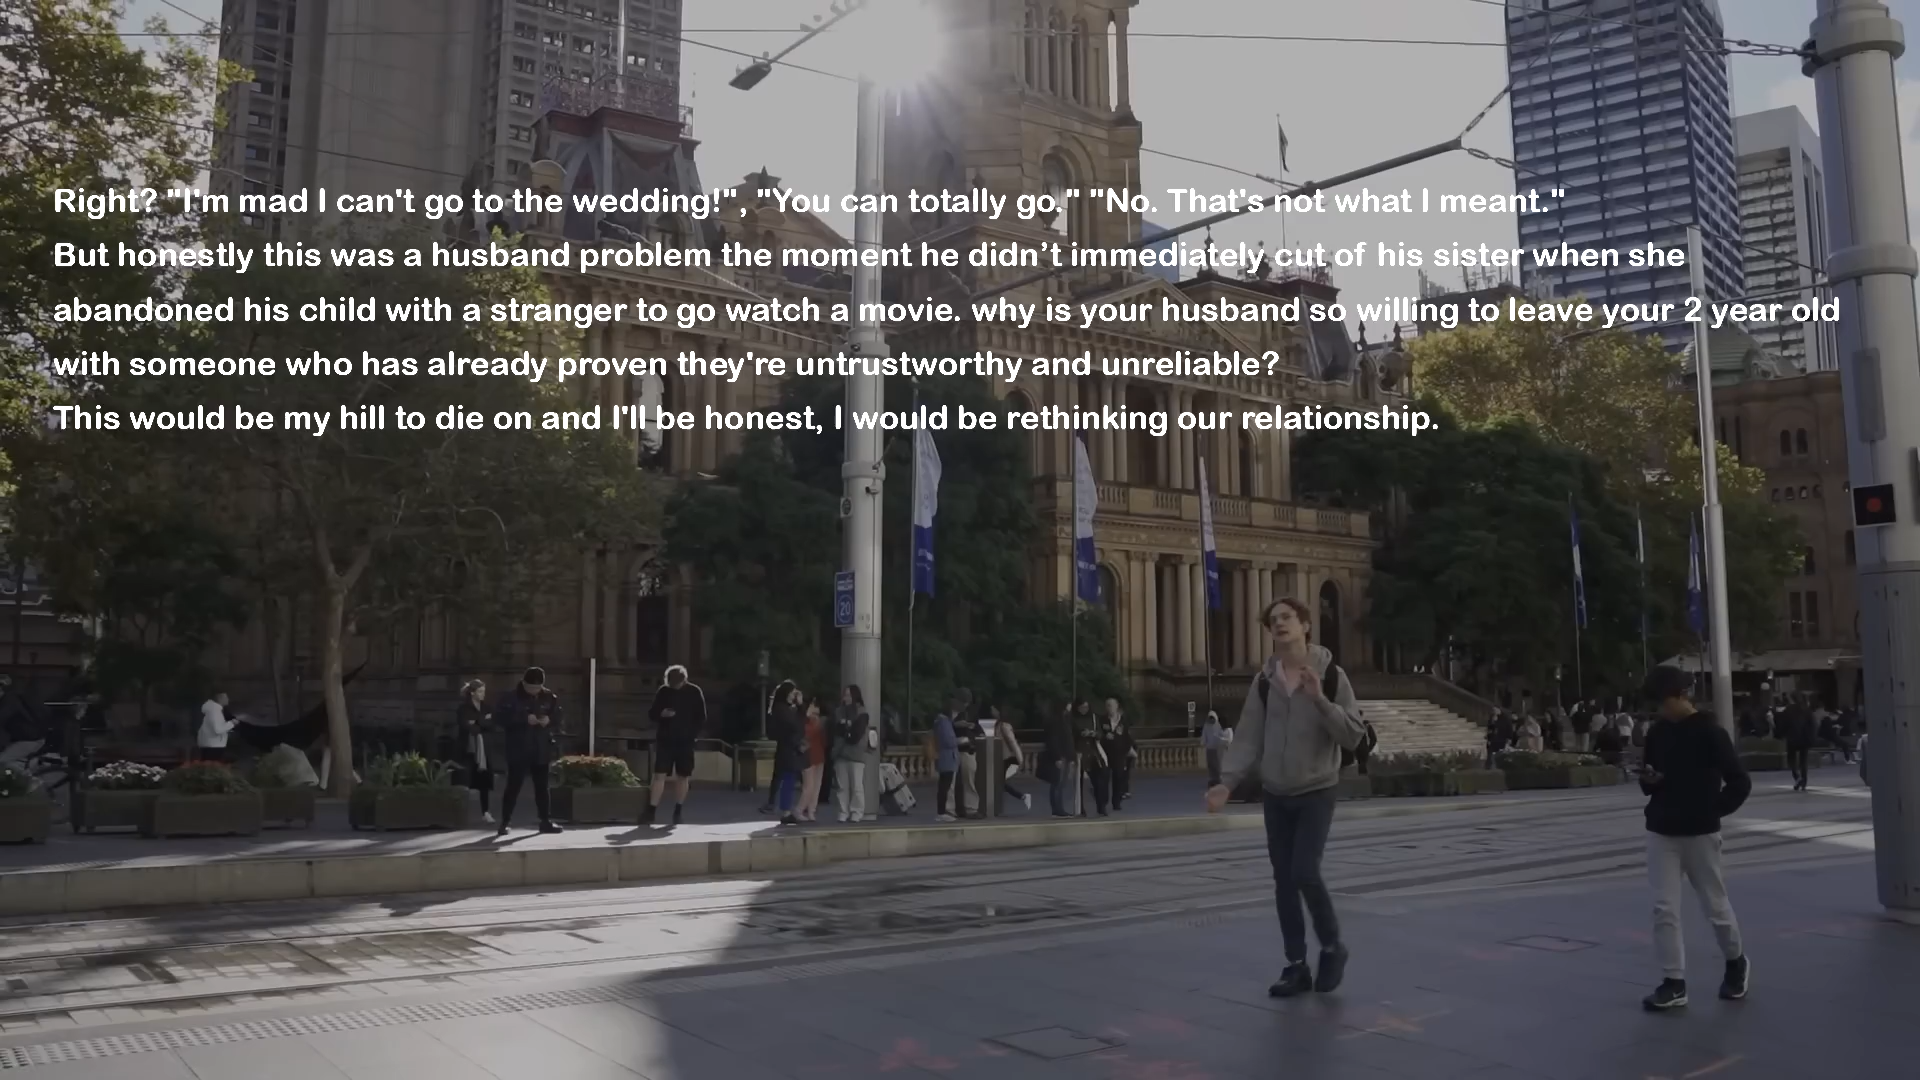 Right? "I'm mad I can't go to the wedding!", "You can totally go." "No. That's not what I meant."
But honestly this was a husband problem the moment he didn’t immediately cut of his sister when she
abandoned his child with a stranger to go watch a movie. why is your husband so willing to leave your 2 year old
with someone who has already proven they're untrustworthy and unreliable?
This would be my hill to die on and I'll be honest, I would be rethinking our relationship.
20